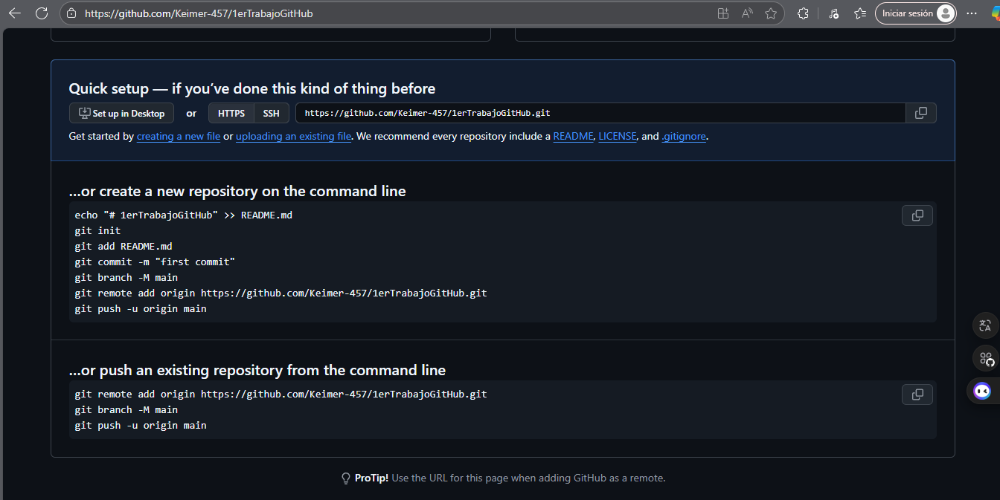 https://github.com/Keimer-457/1erTrabajoGitHub
Iniciar sesión
Quick setup — if you’ve done this kind of thing before
Set up in Desktop or HTTPS SSH https://github.com/Keimer-457/1erTrabajoGitHub.git
Get started by creating a new file or uploading an existing file. We recommend every repository include a README, LICENSE, and .gitignore.
…or create a new repository on the command line
echo "# 1erTrabajoGitHub" >> README.md
git init
git add README.md
git commit -m "first commit"
git branch -M main
git remote add origin https://github.com/Keimer-457/1erTrabajoGitHub.git
git push -u origin main
…or push an existing repository from the command line
git remote add origin https://github.com/Keimer-457/1erTrabajoGitHub.git
git branch -M main
git push -u origin main
ProTip! Use the URL for this page when adding GitHub as a remote.